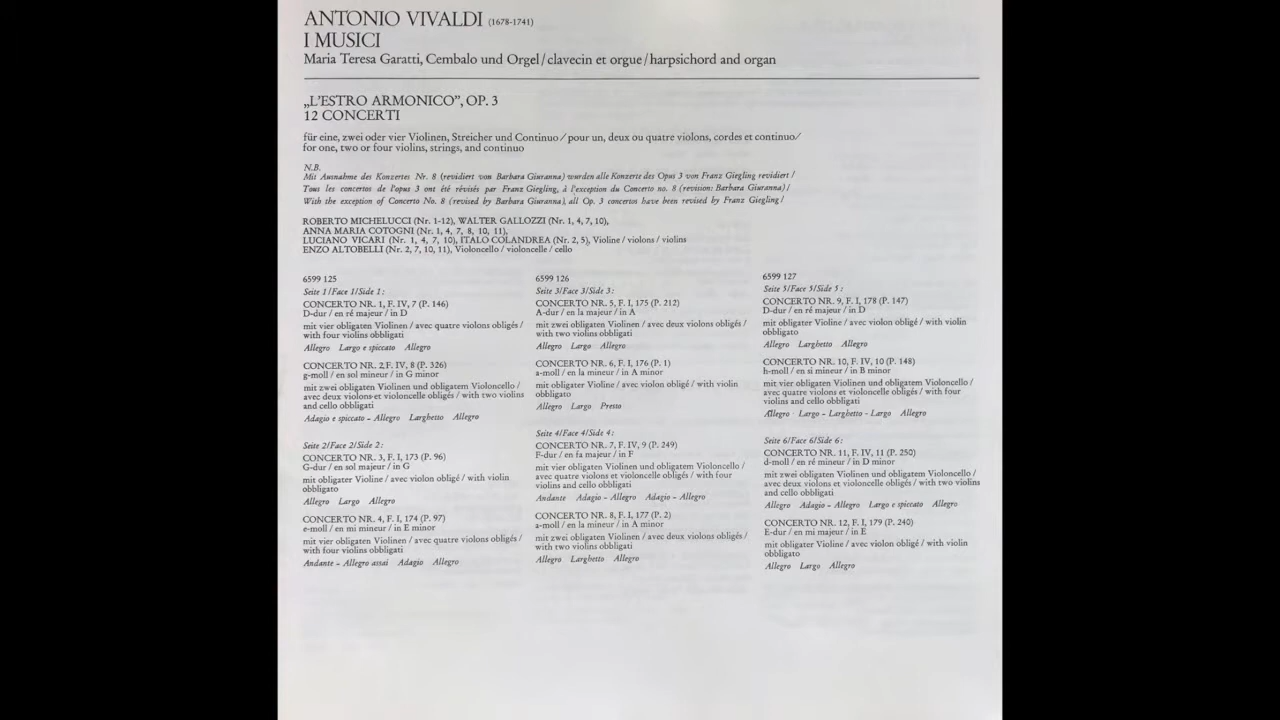 ANTONIO VIVALDI (1678-1741)
I MUSICI
Maria Teresa Garatti, Cembalo und Orgel/clavecin et orgue/harpsichord and organ
„L'ESTRO ARMONICO”, OP. 3
12 CONCERTI
für eine, zwei oder vier Violinen, Streicher und Continuo/pour un, deux ou quatre violons, cordes et continuo/
for one, two or four violins, strings, and continuo
N.B.
Mit Ausnahme des Konzertes Nr. 8 (revidiert von Barbara Giuranna) wurden alle Konzerte des Opus 3 von Franz Giegling revidiert/
Tous les concertos de l'opus 3 ont été révisés par Franz Giegling, à l'exception du Concerto no. 8 (revision: Barbara Giuranna)/
With the exception of Concerto No. 8 (revised by Barbara Giuranna), all Op. 3 concertos have been revised by Franz Giegling/
ROBERTO MICHELUCCI (Nr. 1-12), WALTER GALLOZZI (Nr. 1, 4, 7, 10),
ANNA MARIA COTOGNI (Nr. 1, 4, 7, 8, 10, 11),
LUCIANO VICARI (Nr. 1, 4, 7, 10), ITALO COLANDREA (Nr. 2, 5), Violine/violons/violins
ENZO ALTOBELLI (Nr. 2, 7, 10, 11), Violoncello/violoncelle/cello
6599 125
Seite 1/Face 1/Side 1:
CONCERTO NR. 1, F. IV, 7 (P. 146)
D-dur / en ré majeur / in D
mit vier obligaten Violinen / avec quatre violons obligés /
with four violins obbligati
Allegro Largo e spiccato Allegro
CONCERTO NR. 2,F. IV, 8 (P. 326)
g-moll / en sol mineur / in G minor
mit zwei obligaten Violinen und obligatem Violoncello /
avec deux violons et violoncelle obligés / with two violins
and cello obbligati
Adagio e spiccato – Allegro Larghetto Allegro
Seite 2/Face 2/Side 2:
CONCERTO NR. 3, F. I, 173 (P. 96)
G-dur / en sol majeur / in G
mit obligater Violine / avec violon obligé / with violin
obbligato
Allegro Largo Allegro
CONCERTO NR. 4, F. I, 174 (P. 97)
e-moll / en mi mineur / in E minor
mit vier obligaten Violinen / avec quatre violons obligés /
with four violins obbligati
Andante – Allegro assai Adagio Allegro
6599 126
Seite 3/Face 3/Side 3:
CONCERTO NR. 5, F. I, 175 (P. 212)
A-dur / en la majeur / in A
mit zwei obligaten Violinen / avec deux violons obligés /
with two violins obbligati
Allegro Largo Allegro
CONCERTO NR. 6, F. I, 176 (P. 1)
a-moll / en la mineur / in A minor
mit obligater Violine / avec violon obligé / with violin
obbligato
Allegro Largo Presto
Seite 4/Face 4/Side 4:
CONCERTO NR. 7, F. IV, 9 (P. 249)
F-dur / en fa majeur / in F
mit vier obligaten Violinen und obligatem Violoncello /
avec quatre violons et violoncelle obligés / with four
violins and cello obbligati
Andante Adagio – Allegro Adagio – Allegro
CONCERTO NR. 8, F. I, 177 (P. 2)
a-moll / en la mineur / in A minor
mit zwei obligaten Violinen / avec deux violons obligés /
with two violins obbligati
Allegro Larghetto Allegro
6599 127
Seite 5/Face 5/Side 5:
CONCERTO NR. 9, F. I, 178 (P. 147)
D-dur / en ré majeur / in D
mit obligater Violine / avec violon obligé / with violin
obbligato
Allegro Larghetto Allegro
CONCERTO NR. 10, F. IV, 10 (P. 148)
h-moll / en si mineur / in B minor
mit vier obligaten Violinen und obligatem Violoncello /
avec quatre violons et violoncelle obligés / with four
violins and cello obbligati
Allegro Largo – Larghetto – Largo Allegro
Seite 6/Face 6/Side 6:
CONCERTO NR. 11, F. IV, 11 (P. 250)
d-moll / en ré mineur / in D minor
mit zwei obligaten Violinen und obligatem Violoncello /
avec deux violons et violoncelle obligés / with two violins
and cello obbligati
Allegro Adagio – Allegro Largo e spiccato Allegro
CONCERTO NR. 12, F. I, 179 (P. 240)
E-dur / en mi majeur / in E
mit obligater Violine / avec violon obligé / with violin
obbligato
Allegro Largo Allegro